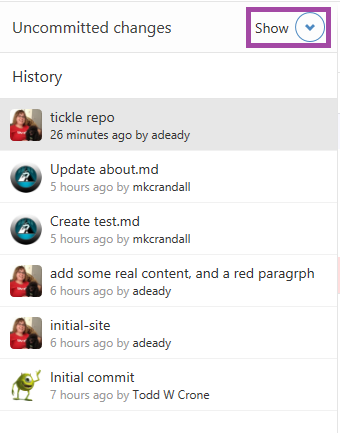 Uncommitted changes Show
History
tickle repo
26 minutes ago by adeady
Update about.md
5 hours ago by mkcrandall
Create test.md
5 hours ago by mkcrandall
add some real content, and a red paragrph
6 hours ago by adeady
initial-site
6 hours ago by adeady
Initial commit
7 hours ago by Todd W Crone